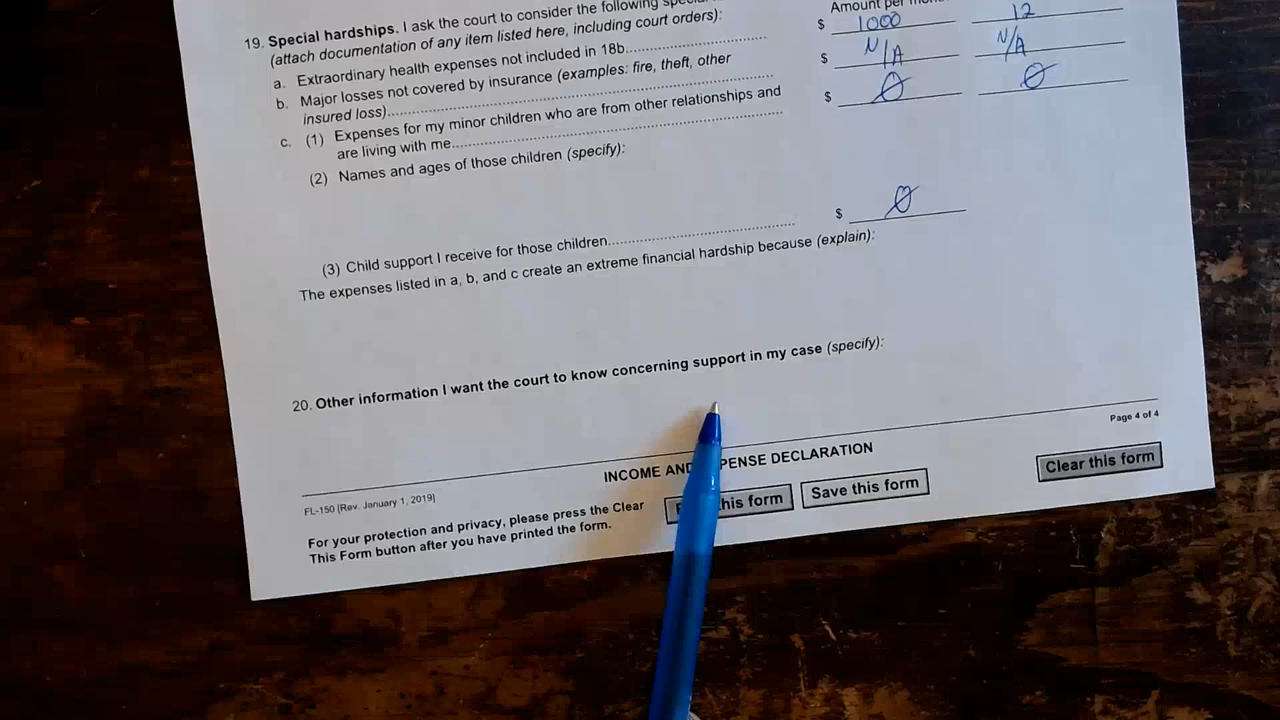 19. Special hardships. I ask the court to consider the following special
(attach documentation of any item listed here, including court orders):
Amount per
a. Extraordinary health expenses not included in 18b.......... $ 1000 12
b. Major losses not covered by insurance (examples: fire, theft, other
insured loss).......... $ N/A N/A
c. (1) Expenses for my minor children who are from other relationships and
are living with me.......... $ 0 0
(2) Names and ages of those children (specify):
(3) Child support I receive for those children.......... $ 0
The expenses listed in a, b, and c create an extreme financial hardship because (explain):
20. Other information I want the court to know concerning support in my case (specify):
Page 4 of 4
INCOME AND EXPENSE DECLARATION
FL-150 [Rev. January 1, 2019]
For your protection and privacy, please press the Clear
This Form button after you have printed the form.
this form
Save this form
Clear this form